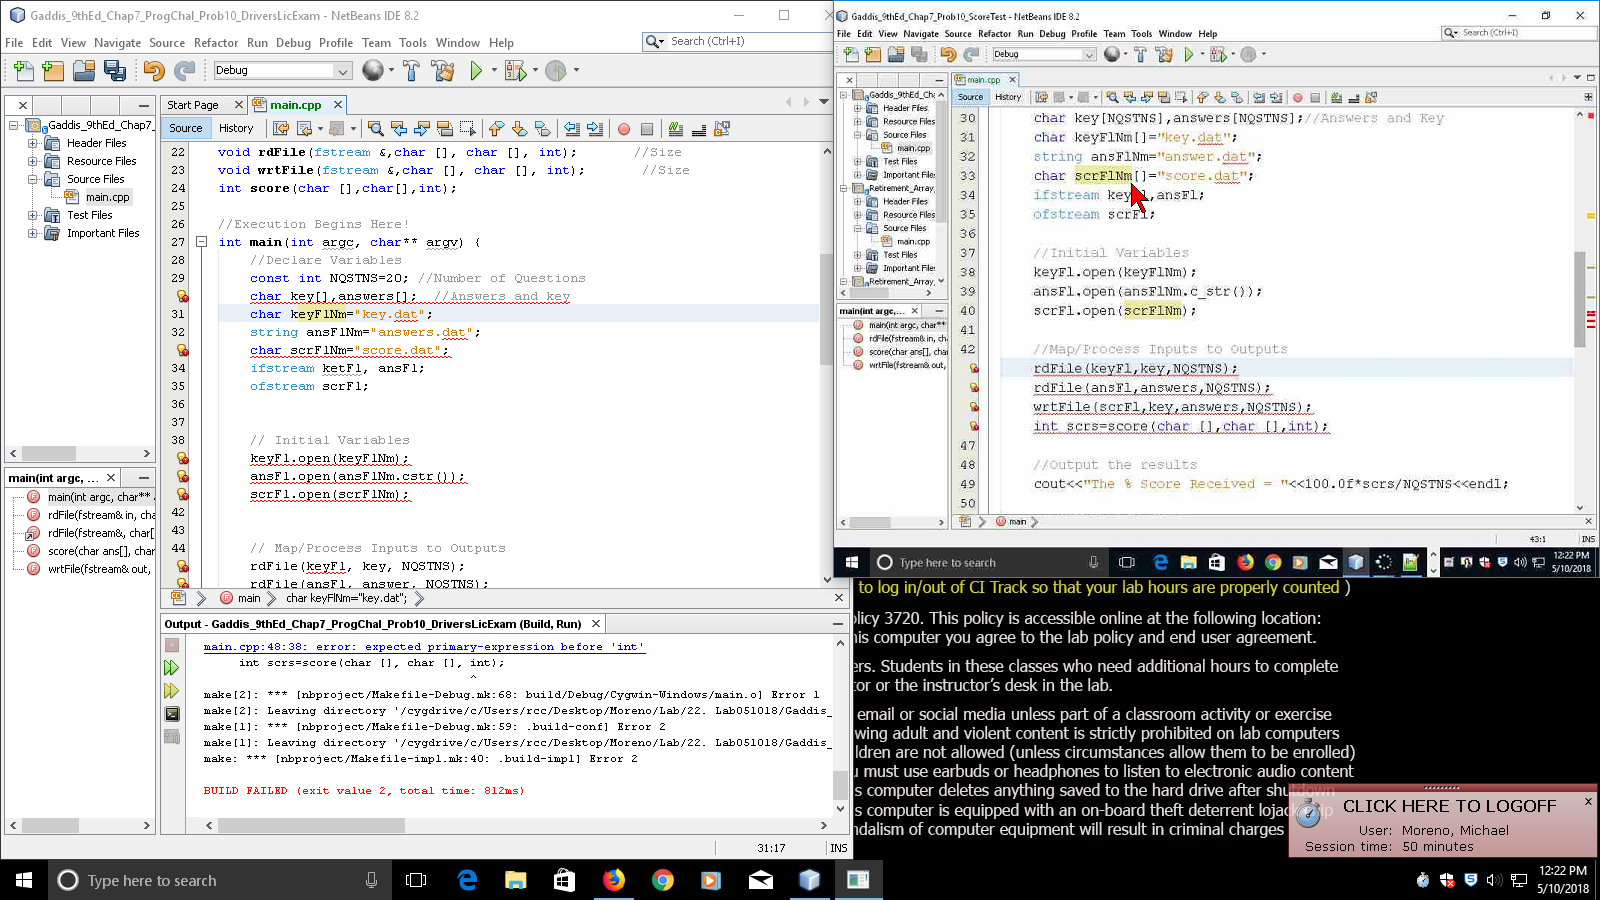 Gaddis_9thEd_Chap7_ProgChal_Prob10_DriversLicExam - NetBeans IDE 8.2
File Edit View Navigate Source Refactor Run Debug Profile Team Tools Window Help
Search (Ctrl+I)
Debug
Start Page
main.cpp
Source History
Gaddis_9thEd_Chap7_
Header Files
Resource Files
Source Files
main.cpp
Test Files
Important Files
22 void rdFile(fstream &,char [], char [], int); //Size
23 void wrtFile(fstream &,char [], char [], int); //Size
24 int score(char [],char[],int);
25
26 //Execution Begins Here!
27 int main(int argc, char** argv) {
28 //Declare Variables
29 const int NQSTNS=20; //Number of Questions
char key[],answers[]; //Answers and key
31 char keyFlNm="key.dat";
32 string ansFlNm="answers.dat";
char scrFlNm="score.dat";
34 ifstream ketFl, ansFl;
35 ofstream scrFl;
36
37
38 // Initial Variables
keyFl.open(keyFlNm);
ansFl.open(ansFlNm.cstr());
scrFl.open(scrFlNm);
42
43
44 // Map/Process Inputs to Outputs
rdFile(keyFl, key, NQSTNS);
rdFile(ansFl, answer, NQSTNS);
main char keyFlNm="key.dat";
main(int argc, ...
main(int argc, char**
rdFile(fstream& in, cha
rdFile(fstream&, char[
score(char ans[], char
wrtFile(fstream& out,
Output - Gaddis_9thEd_Chap7_ProgChal_Prob10_DriversLicExam (Build, Run)
main.cpp:48:38: error: expected primary-expression before 'int'
int scrs=score(char [], char [], int);
^
make[2]: *** [nbproject/Makefile-Debug.mk:68: build/Debug/Cygwin-Windows/main.o] Error 1
make[2]: Leaving directory '/cygdrive/c/Users/rcc/Desktop/Moreno/Lab/22. Lab051018/Gaddis_
make[1]: *** [nbproject/Makefile-Debug.mk:59: .build-conf] Error 2
make[1]: Leaving directory '/cygdrive/c/Users/rcc/Desktop/Moreno/Lab/22. Lab051018/Gaddis_
make: *** [nbproject/Makefile-impl.mk:40: .build-impl] Error 2
BUILD FAILED (exit value 2, total time: 812ms)
31:17 INS
Gaddis_9thEd_Chap7_Prob10_ScoreTest - NetBeans IDE 8.2
File Edit View Navigate Source Refactor Run Debug Profile Team Tools Window Help
Search (Ctrl+I)
Debug
main.cpp
Source History
Gaddis_9thEd_Cha
Header Files
Resource Files
Source Files
main.cpp
Test Files
Important Files
Retirement_Array_
Header Files
Resource Files
Source Files
main.cpp
Test Files
Important Files
Retirement_Array_
30 char key[NQSTNS],answers[NQSTNS];//Answers and Key
31 char keyFlNm[]="key.dat";
32 string ansFlNm="answer.dat";
33 char scrFlNm[]="score.dat";
34 ifstream keyFl,ansFl;
35 ofstream scrFl;
36
37 //Initial Variables
38 keyFl.open(keyFlNm);
39 ansFl.open(ansFlNm.c_str());
40 scrFl.open(scrFlNm);
41
42 //Map/Process Inputs to Outputs
rdFile(keyFl,key,NQSTNS);
rdFile(ansFl,answers,NQSTNS);
wrtFile(scrFl,key,answers,NQSTNS);
int scrs=score(char [],char [],int);
47
48 //Output the results
49 cout<<"The % Score Received = "<<100.0f*scrs/NQSTNS<<endl;
50
main(int argc,...
main(int argc, char**
rdFile(fstream& in, cha
score(char ans[], char
wrtFile(fstream& out,
main
43:1 INS
Type here to search
12:22 PM
5/10/2018
to log in/out of CI Track so that your lab hours are properly counted )
olicy 3720. This policy is accessible online at the following location:
his computer you agree to the lab policy and end user agreement.
ers. Students in these classes who need additional hours to complete
tor or the instructor's desk in the lab.
email or social media unless part of a classroom activity or exercise
wing adult and violent content is strictly prohibited on lab computers
ildren are not allowed (unless circumstances allow them to be enrolled)
u must use earbuds or headphones to listen to electronic audio content
s computer deletes anything saved to the hard drive after shutdown
s computer is equipped with an on-board theft deterrent lojack chip
ndalism of computer equipment will result in criminal charges
CLICK HERE TO LOGOFF
User: Moreno, Michael
Session time: 50 minutes
Type here to search
12:22 PM
5/10/2018